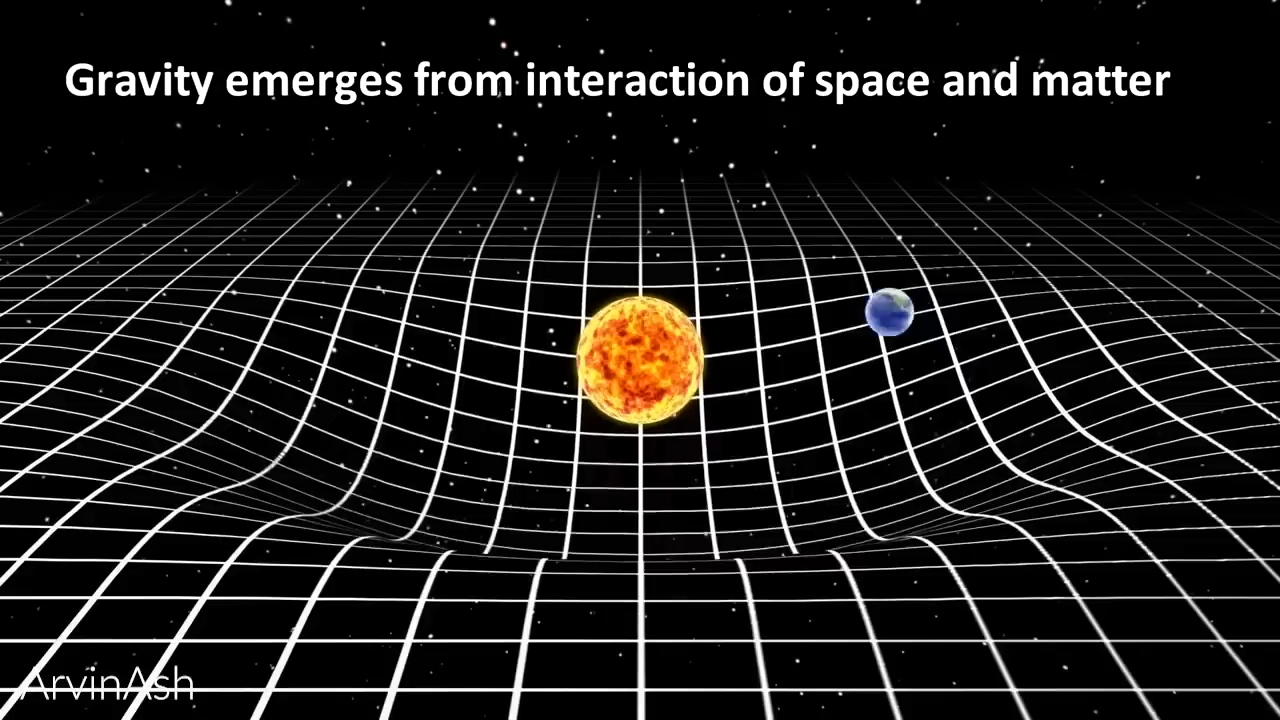 Gravity emerges from interaction of space and matter
ArvinAsh